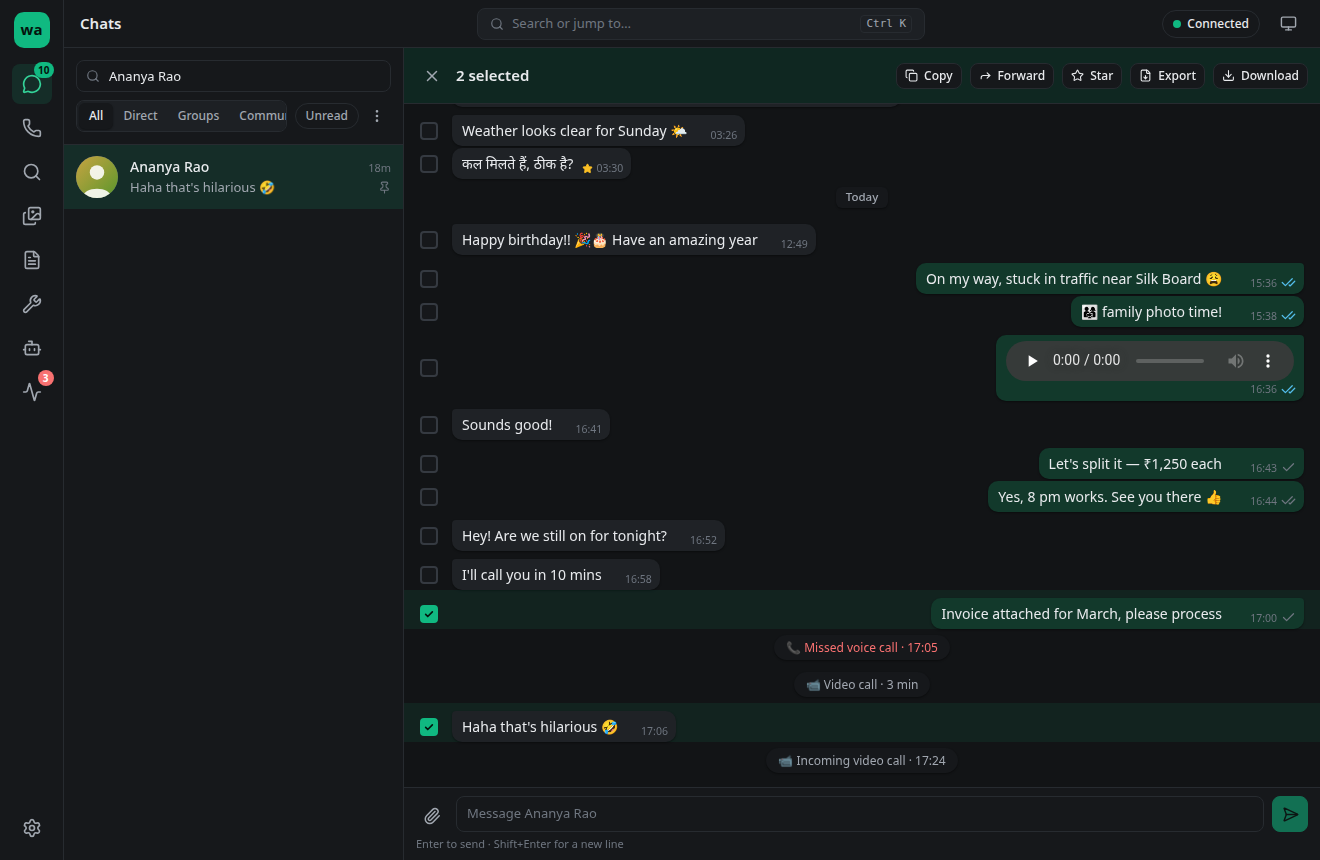 wa
Chats
Search or jump to...
Ctrl K
Connected
10
3
Ananya Rao
All
Direct
Groups
Commu
Unread
Ananya Rao
18m
Haha that's hilarious 🤣
2 selected
Copy
Forward
Star
Export
Download
Weather looks clear for Sunday 🌤️ 03:26
कल मिलते हैं, ठीक है? ⭐ 03:30
Today
Happy birthday!! 🎉🎂 Have an amazing year 12:49
On my way, stuck in traffic near Silk Board 😩 15:36
👨‍👩‍👧 family photo time! 15:38
0:00 / 0:00
16:36
Sounds good! 16:41
Let's split it — ₹1,250 each 16:43
Yes, 8 pm works. See you there 👍 16:44
Hey! Are we still on for tonight? 16:52
I'll call you in 10 mins 16:58
Invoice attached for March, please process 17:00
📞 Missed voice call · 17:05
📹 Video call · 3 min
Haha that's hilarious 🤣 17:06
📹 Incoming video call · 17:24
Message Ananya Rao
Enter to send · Shift+Enter for a new line